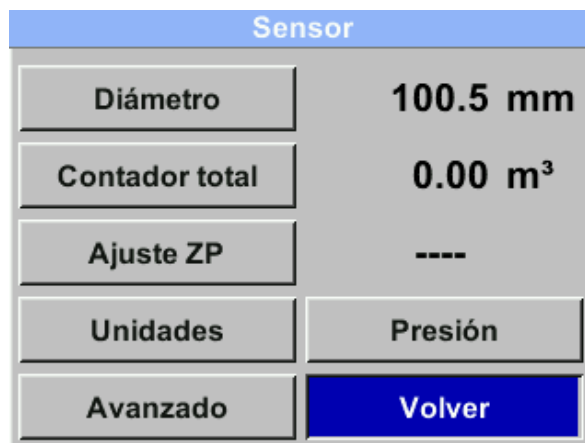 Sensor
Diámetro 100.5 mm
Contador total 0.00 m³
Ajuste ZP ----
Unidades Presión
Avanzado Volver